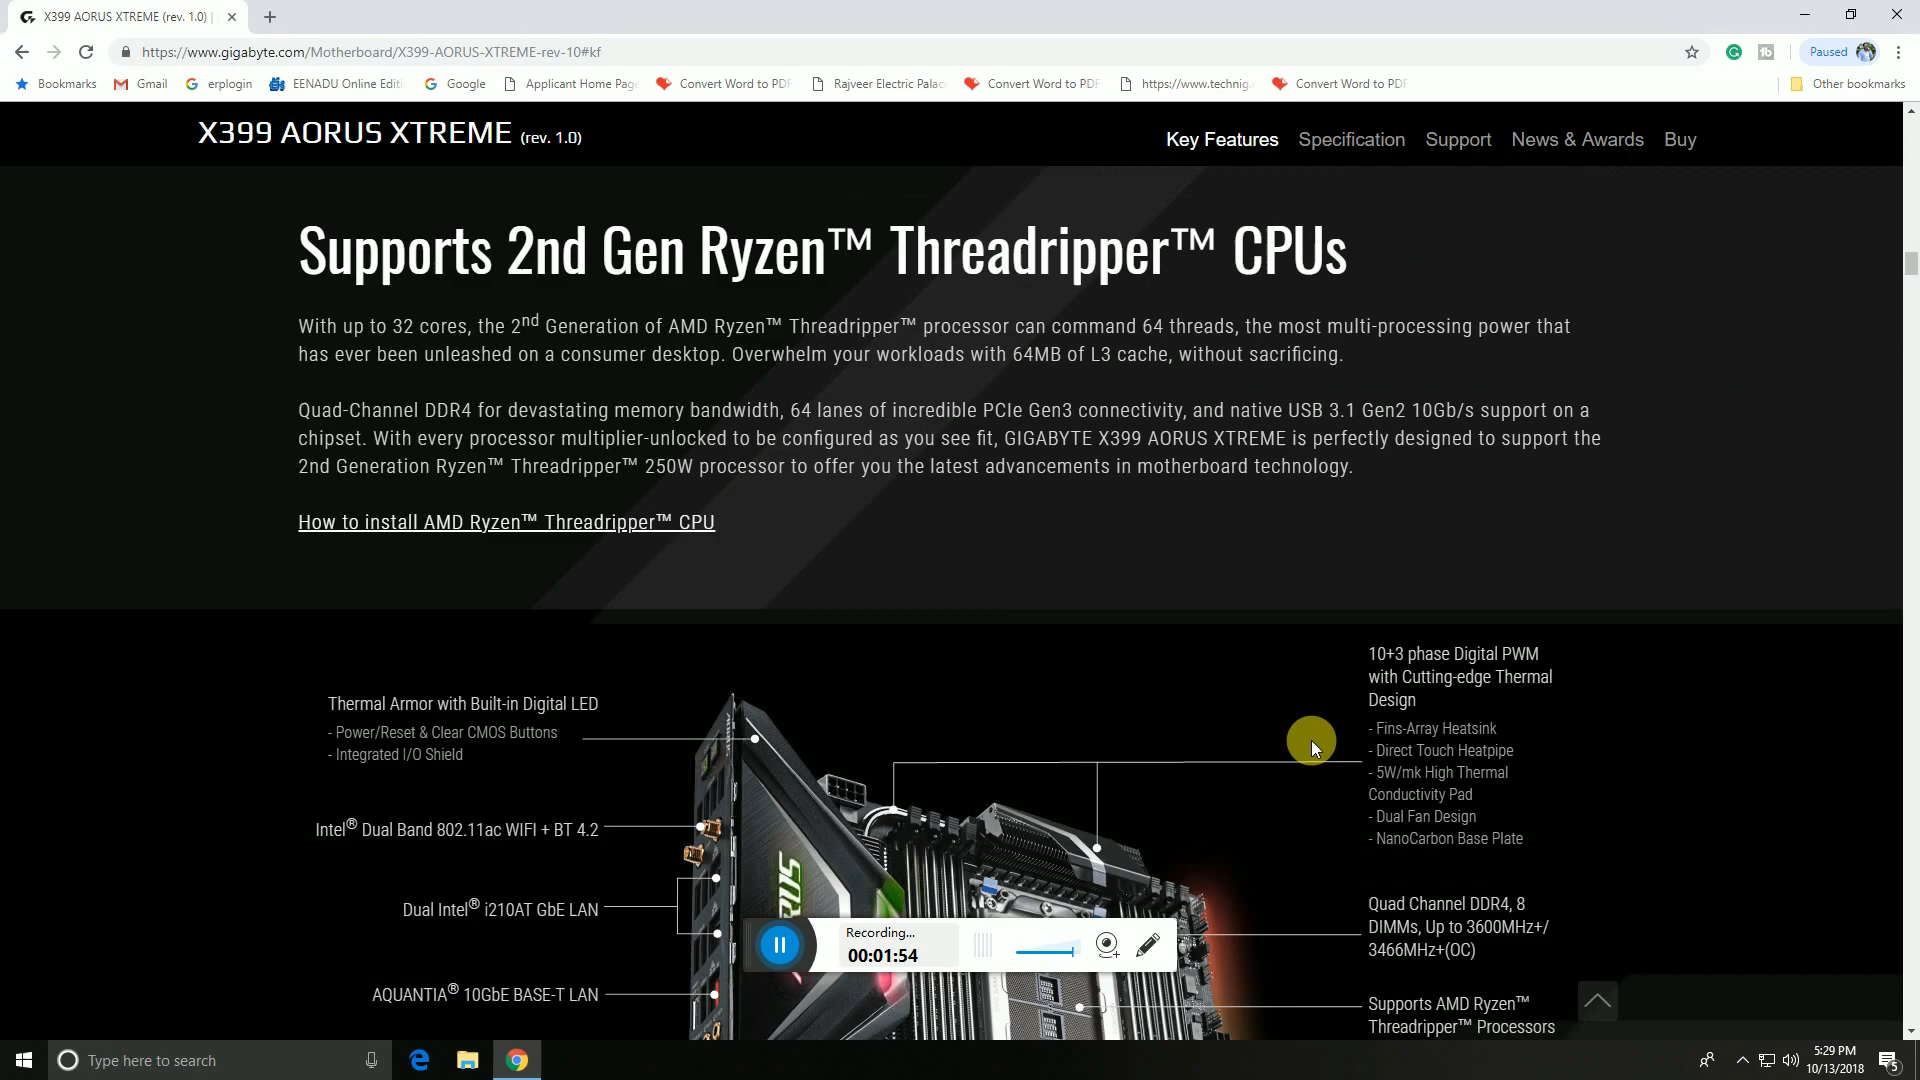 X399 AORUS XTREME (rev. 1.0) |
https://www.gigabyte.com/Motherboard/X399-AORUS-XTREME-rev-10#kf
Paused
Bookmarks
Gmail
erplogin
EENADU Online Editi
Google
Applicant Home Page
Convert Word to PDF
Rajveer Electric Palac
Convert Word to PDF
https://www.technig.
Convert Word to PDF
Other bookmarks
X399 AORUS XTREME (rev. 1.0)
Key Features
Specification
Support
News & Awards
Buy
Supports 2nd Gen Ryzen™ Threadripper™ CPUs
With up to 32 cores, the 2nd Generation of AMD Ryzen™ Threadripper™ processor can command 64 threads, the most multi-processing power that
has ever been unleashed on a consumer desktop. Overwhelm your workloads with 64MB of L3 cache, without sacrificing.
Quad-Channel DDR4 for devastating memory bandwidth, 64 lanes of incredible PCIe Gen3 connectivity, and native USB 3.1 Gen2 10Gb/s support on a
chipset. With every processor multiplier-unlocked to be configured as you see fit, GIGABYTE X399 AORUS XTREME is perfectly designed to support the
2nd Generation Ryzen™ Threadripper™ 250W processor to offer you the latest advancements in motherboard technology.
How to install AMD Ryzen™ Threadripper™ CPU
Thermal Armor with Built-in Digital LED
- Power/Reset & Clear CMOS Buttons
- Integrated I/O Shield
Intel® Dual Band 802.11ac WIFI + BT 4.2
Dual Intel® i210AT GbE LAN
AQUANTIA® 10GbE BASE-T LAN
10+3 phase Digital PWM
with Cutting-edge Thermal
Design
- Fins-Array Heatsink
- Direct Touch Heatpipe
- 5W/mk High Thermal
Conductivity Pad
- Dual Fan Design
- NanoCarbon Base Plate
Quad Channel DDR4, 8
DIMMs, Up to 3600MHz+/
3466MHz+(OC)
Supports AMD Ryzen™
Threadripper™ Processors
Recording...
00:01:54
Type here to search
5:29 PM
10/13/2018
5